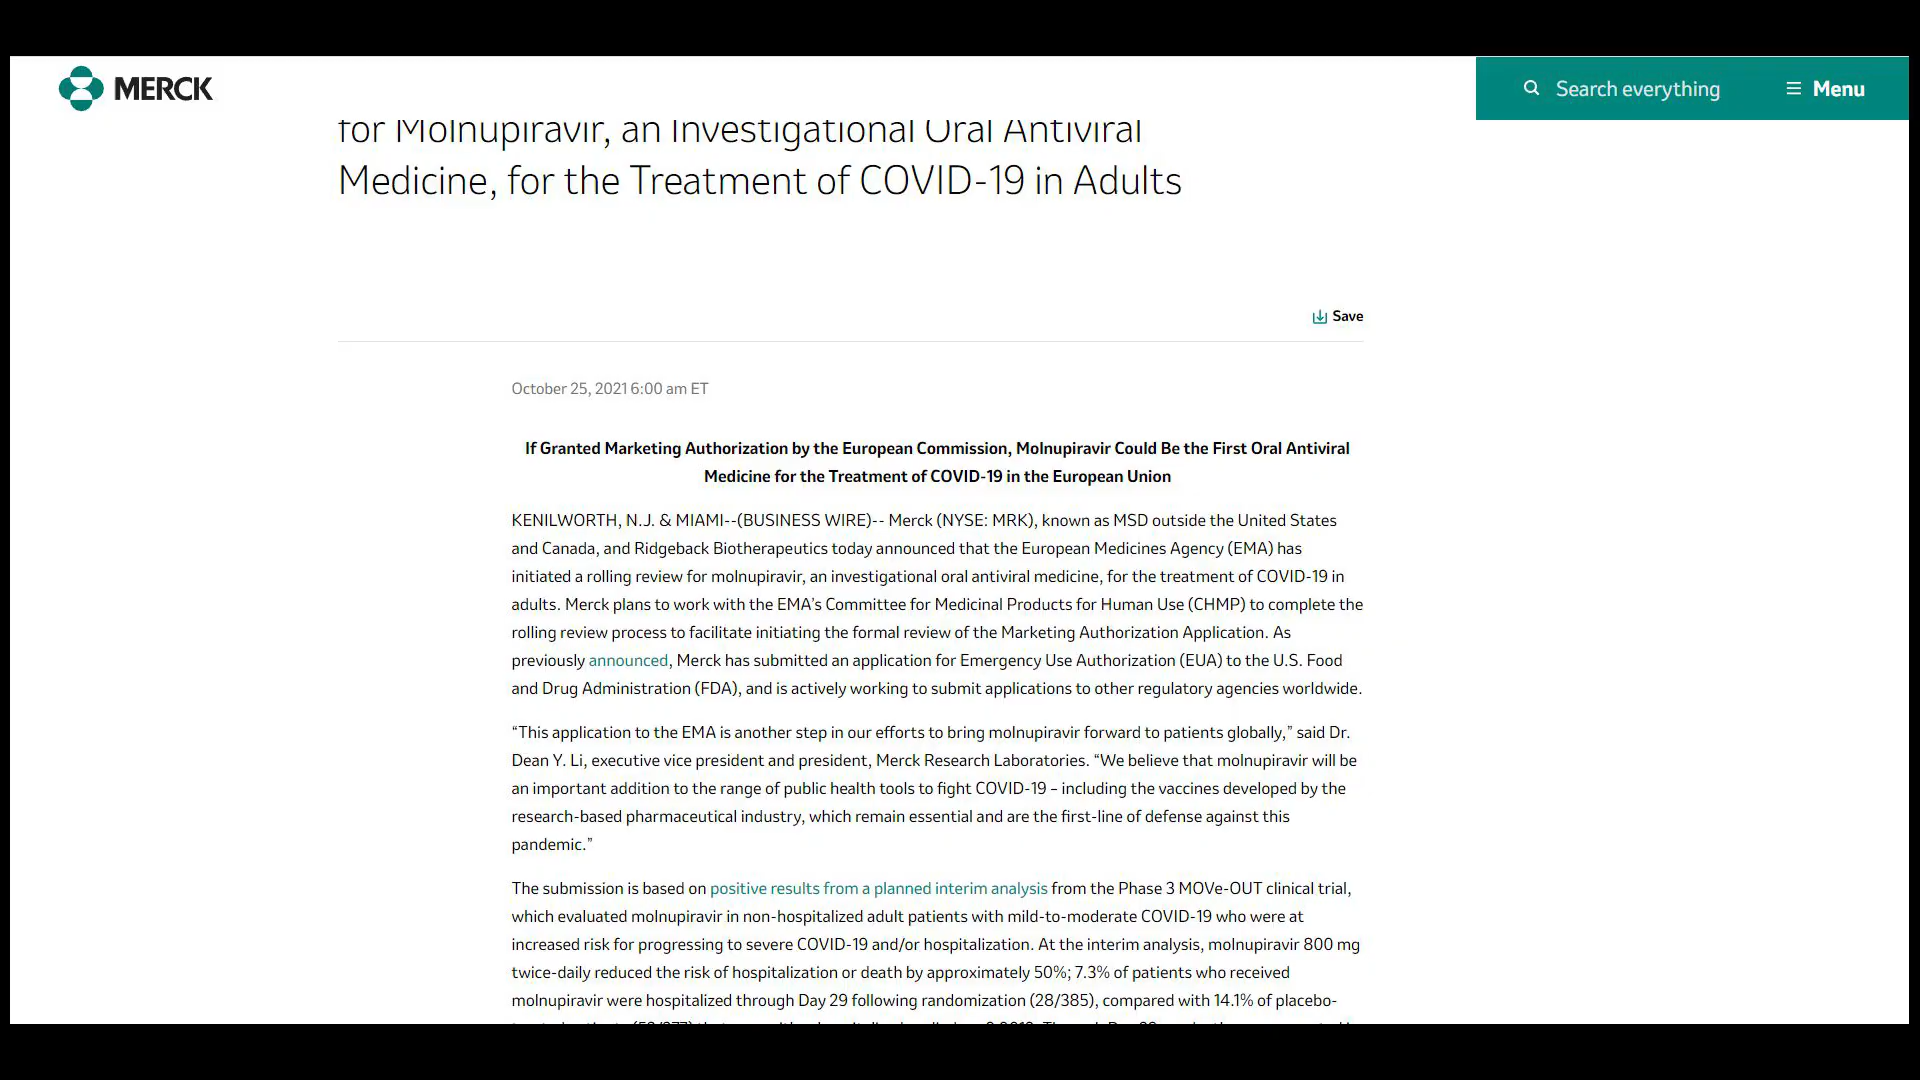 MERCK
Search everything
Menu
for Molnupiravir, an Investigational Oral Antiviral
Medicine, for the Treatment of COVID-19 in Adults
Save
October 25, 2021 6:00 am ET
If Granted Marketing Authorization by the European Commission, Molnupiravir Could Be the First Oral Antiviral
Medicine for the Treatment of COVID-19 in the European Union
KENILWORTH, N.J. & MIAMI--(BUSINESS WIRE)-- Merck (NYSE: MRK), known as MSD outside the United States
and Canada, and Ridgeback Biotherapeutics today announced that the European Medicines Agency (EMA) has
initiated a rolling review for molnupiravir, an investigational oral antiviral medicine, for the treatment of COVID-19 in
adults. Merck plans to work with the EMA’s Committee for Medicinal Products for Human Use (CHMP) to complete the
rolling review process to facilitate initiating the formal review of the Marketing Authorization Application. As
previously announced, Merck has submitted an application for Emergency Use Authorization (EUA) to the U.S. Food
and Drug Administration (FDA), and is actively working to submit applications to other regulatory agencies worldwide.
“This application to the EMA is another step in our efforts to bring molnupiravir forward to patients globally,” said Dr.
Dean Y. Li, executive vice president and president, Merck Research Laboratories. “We believe that molnupiravir will be
an important addition to the range of public health tools to fight COVID-19 – including the vaccines developed by the
research-based pharmaceutical industry, which remain essential and are the first-line of defense against this
pandemic.”
The submission is based on positive results from a planned interim analysis from the Phase 3 MOVe-OUT clinical trial,
which evaluated molnupiravir in non-hospitalized adult patients with mild-to-moderate COVID-19 who were at
increased risk for progressing to severe COVID-19 and/or hospitalization. At the interim analysis, molnupiravir 800 mg
twice-daily reduced the risk of hospitalization or death by approximately 50%; 7.3% of patients who received
molnupiravir were hospitalized through Day 29 following randomization (28/385), compared with 14.1% of placebo-